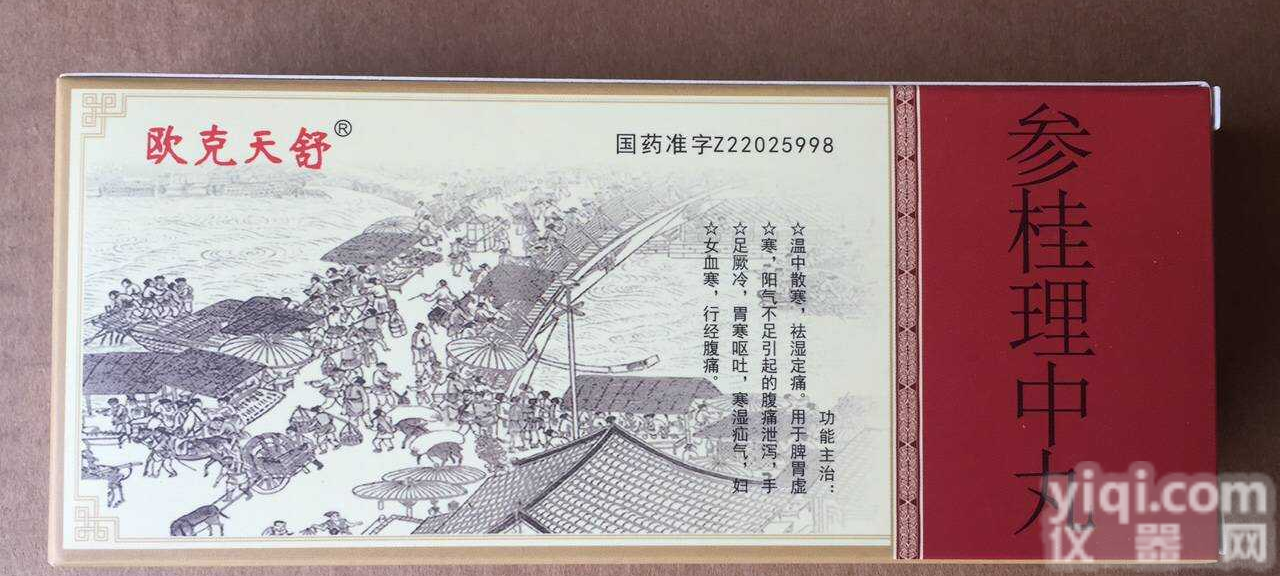 欧克天舒®
国药准字Z22025998
功能主治：
☆温中散寒，祛湿定痛。用于脾胃虚
☆寒，阳气不足引起的腹痛泄泻，手
☆足厥冷，胃寒呕吐，寒湿疝气，妇
☆女血寒，行经腹痛。
参桂理中丸
yiqi.com
仪器网